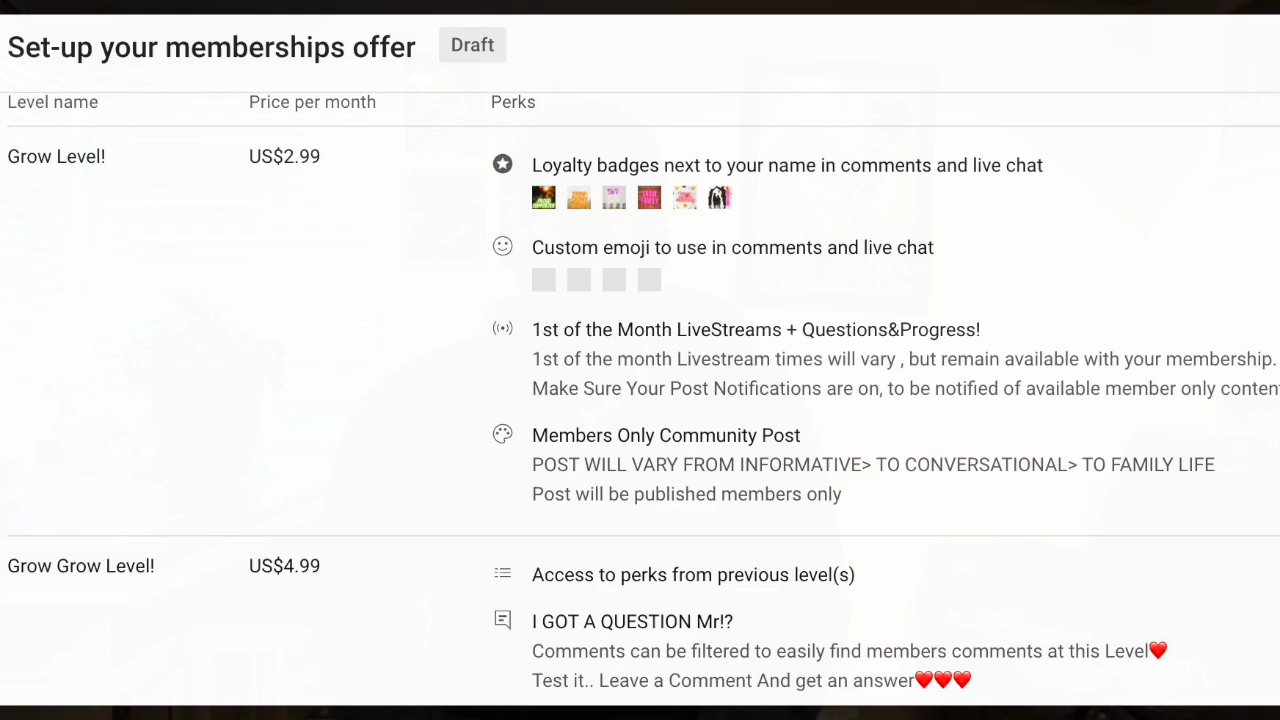 Set-up your memberships offer Draft
Level name Price per month Perks
Grow Level! US$2.99
Loyalty badges next to your name in comments and live chat
Custom emoji to use in comments and live chat
1st of the Month LiveStreams + Questions&Progress!
1st of the month Livestream times will vary , but remain available with your membership.
Make Sure Your Post Notifications are on, to be notified of available member only conten
Members Only Community Post
POST WILL VARY FROM INFORMATIVE> TO CONVERSATIONAL> TO FAMILY LIFE
Post will be published members only
Grow Grow Level! US$4.99
Access to perks from previous level(s)
I GOT A QUESTION Mr!?
Comments can be filtered to easily find members comments at this Level❤️
Test it.. Leave a Comment And get an answer❤️❤️❤️